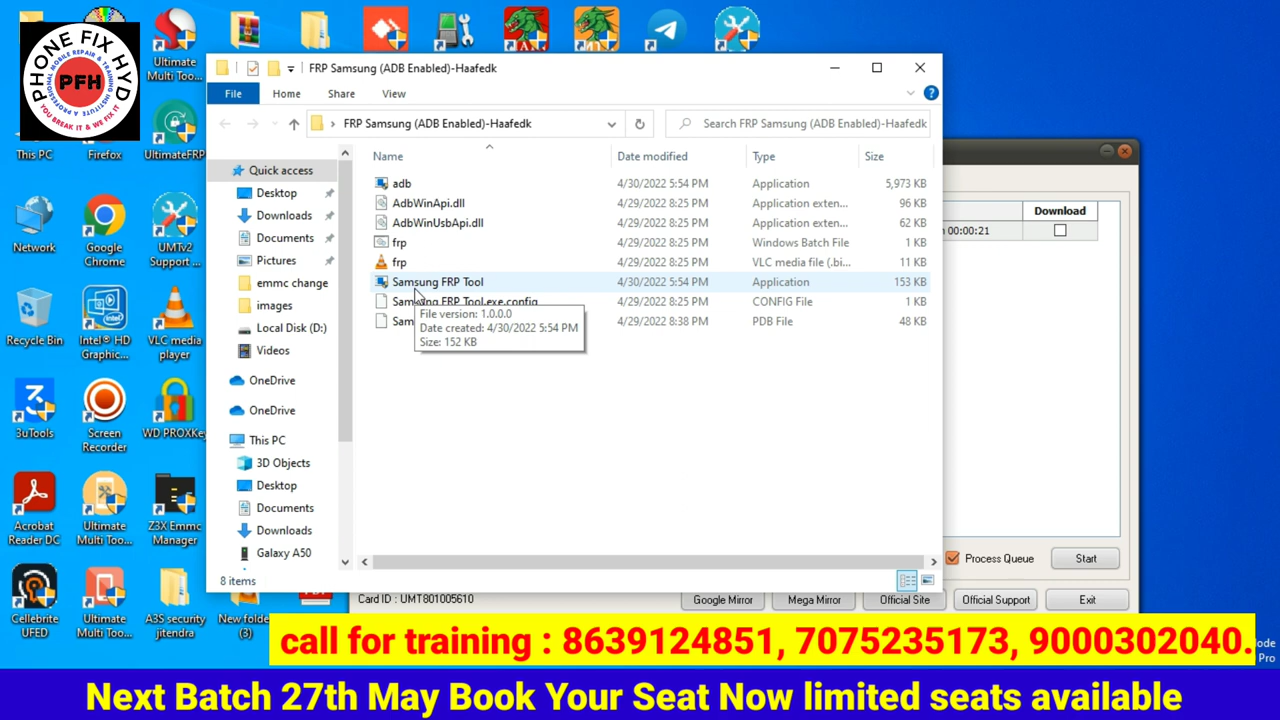 PHONE FIX HYD
A PROFESSIONAL MOBILE REPAIR & TRAINING INSTITUTE
PFH
YOU BREAK IT & WE FIX IT
This PC
Network
Recycle Bin
3uTools
Acrobat
Reader DC
Cellebrite
UFED
Firefox
Google
Chrome
Intel® HD
Graphic...
Screen
Recorder
Ultimate
Multi Too...
Ultimate
Multi Too...
Ultimate
Multi Too...
UltimateFRP
UMTv2
Support ...
VLC media
player
WD PROXKey
Z3X Emmc
Manager
A3S security
jitendra
New folder
(3)
FRP Samsung (ADB Enabled)-Haafedk
File
Home
Share
View
FRP Samsung (ADB Enabled)-Haafedk
Search FRP Samsung (ADB Enabled)-Haafedk
Quick access
Desktop
Downloads
Documents
Pictures
emmc change
images
Local Disk (D:)
Videos
OneDrive
OneDrive
This PC
3D Objects
Desktop
Documents
Downloads
Galaxy A50
Name Date modified Type Size
adb 4/30/2022 5:54 PM Application 5,973 KB
AdbWinApi.dll 4/29/2022 8:25 PM Application exten... 96 KB
AdbWinUsbApi.dll 4/29/2022 8:25 PM Application exten... 62 KB
frp 4/29/2022 8:25 PM Windows Batch File 1 KB
frp 4/29/2022 8:25 PM VLC media file (.bi... 11 KB
Samsung FRP Tool 4/30/2022 5:54 PM Application 153 KB
Samsung FRP Tool.exe.config 4/29/2022 8:25 PM CONFIG File 1 KB
Sam 4/29/2022 8:38 PM PDB File 48 KB
File version: 1.0.0.0
Date created: 4/30/2022 5:54 PM
Size: 152 KB
8 items
Download
00:00:21
Process Queue
Start
Card ID : UMT801005610
Google Mirror
Mega Mirror
Official Site
Official Support
Exit
ode
Pro
call for training : 8639124851, 7075235173, 9000302040.
Next Batch 27th May Book Your Seat Now limited seats available